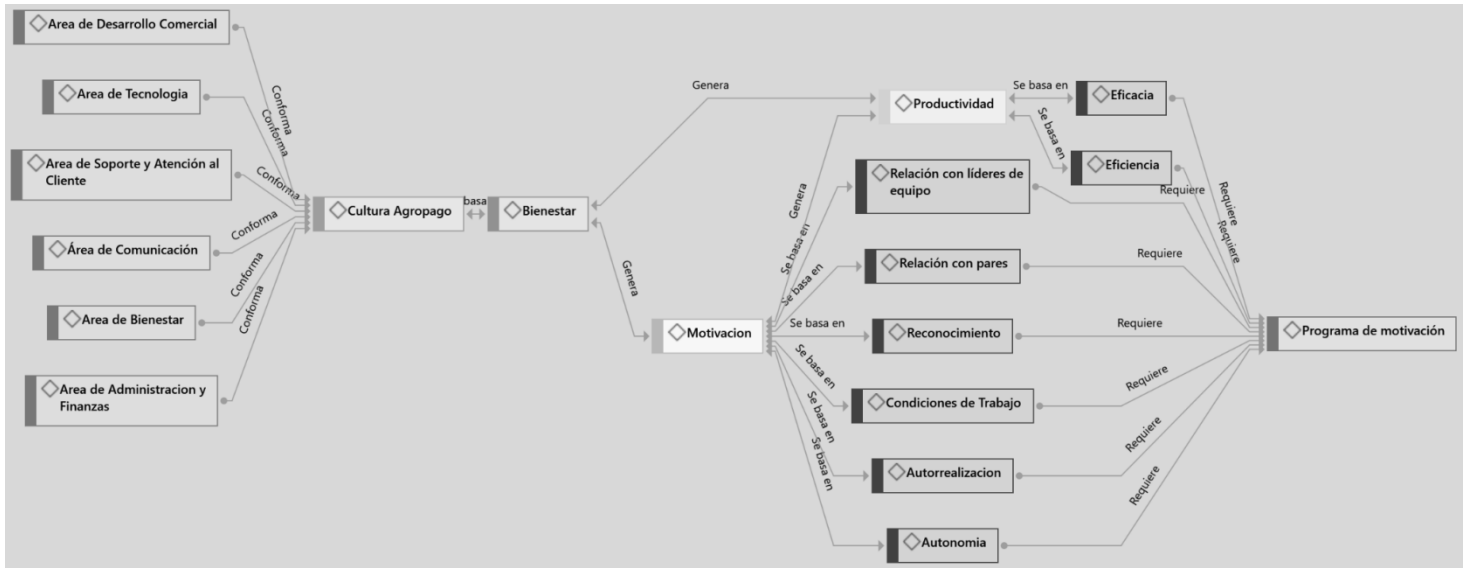 Area de Desarrollo Comercial
Area de Tecnologia
Area de Soporte y Atención al
Cliente
Área de Comunicación
Area de Bienestar
Area de Administracion y
Finanzas
Conforma
Conforma
Conforma
Conforma
Conforma
Conforma
Cultura Agropago
basa
Bienestar
Genera
Genera
Motivacion
Productividad
Genera
Se basa en
Eficacia
Se basa en
Eficiencia
Se basa en
Relación con líderes de
equipo
Se basa en
Relación con pares
Se basa en
Reconocimiento
Se basa en
Condiciones de Trabajo
Se basa en
Autorrealizacion
Se basa en
Autonomia
Requiere
Requiere
Requiere
Requiere
Requiere
Requiere
Requiere
Requiere
Programa de motivación